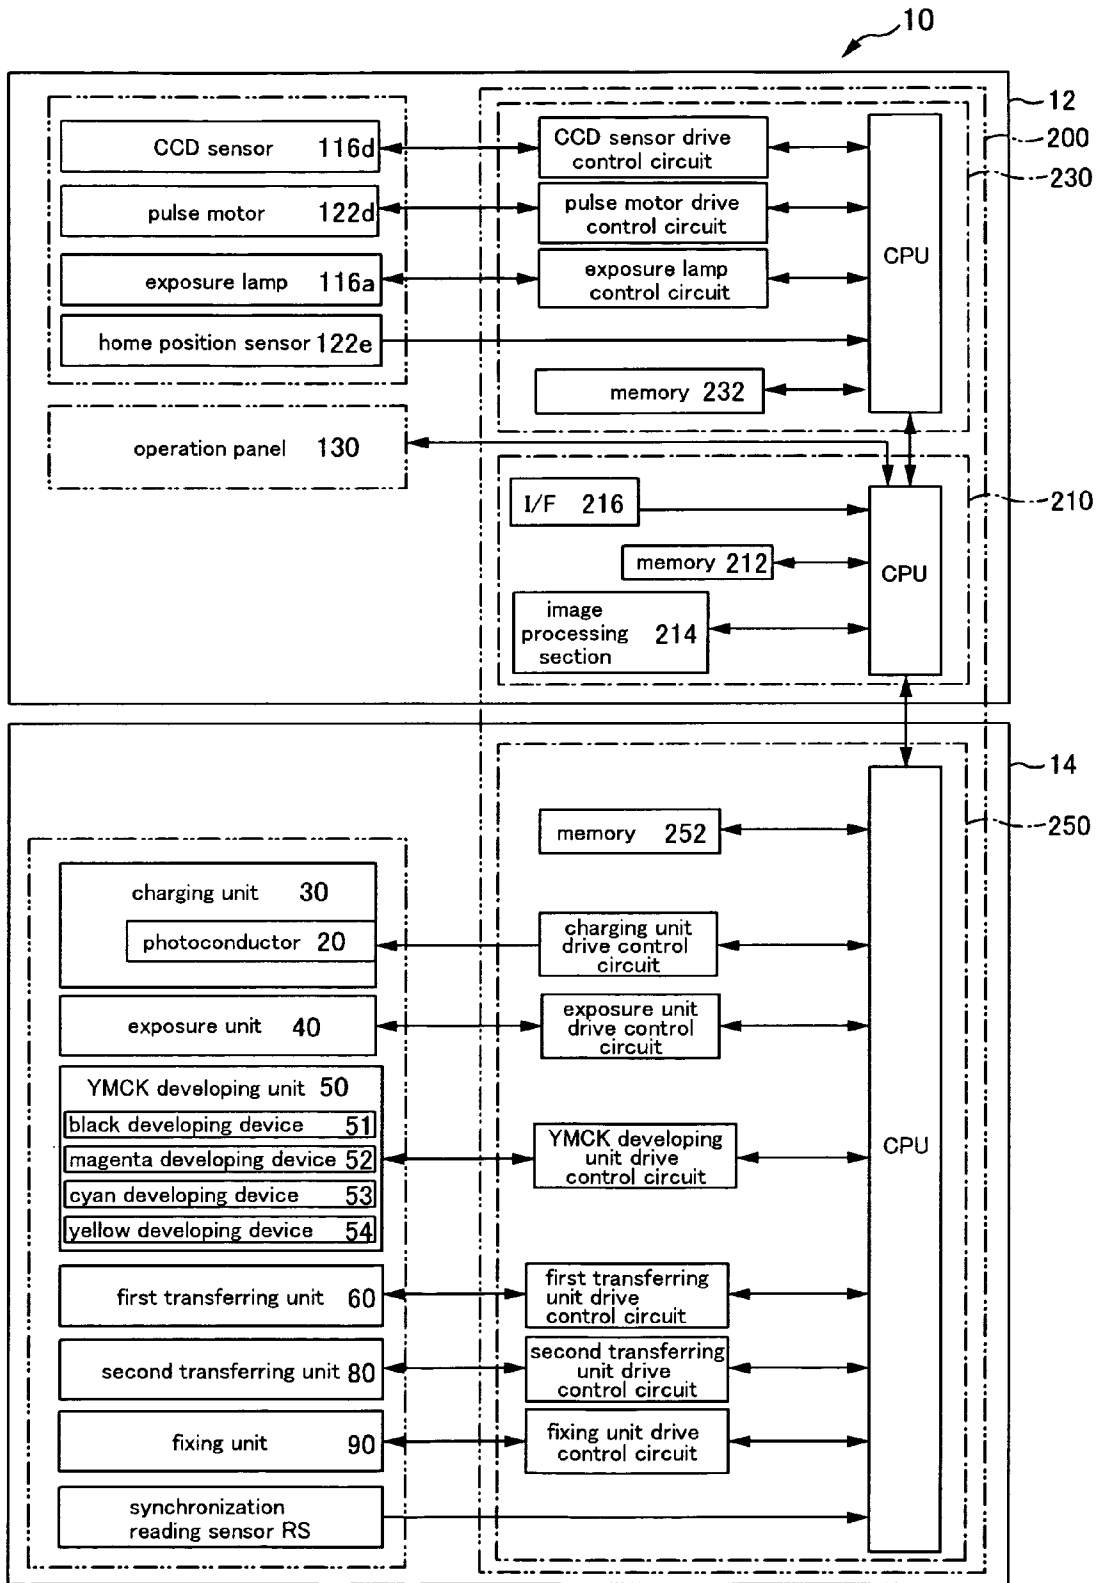 10
12
200
230
CCD sensor 116d
CCD sensor drive
control circuit
pulse motor 122d
pulse motor drive
control circuit
CPU
exposure lamp 116a
exposure lamp
control circuit
home position sensor 122e
memory 232
operation panel 130
I/F 216
210
memory 212
CPU
image
processing
section
214
14
250
memory 252
charging unit 30
photoconductor 20
charging unit
drive control
circuit
exposure unit 40
exposure unit
drive control
circuit
YMCK developing unit 50
black developing device 51
magenta developing device 52
cyan developing device 53
yellow developing device 54
YMCK developing
unit drive
control circuit
CPU
first transferring unit 60
first transferring
unit drive
control circuit
second transferring unit 80
second transferring
unit drive
control circuit
fixing unit 90
fixing unit drive
control circuit
synchronization
reading sensor RS